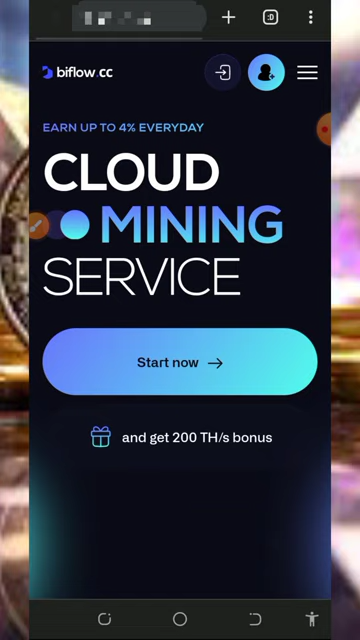 :D
biflow.cc
EARN UP TO 4% EVERYDAY
CLOUD
MINING
SERVICE
Start now →
and get 200 TH/s bonus